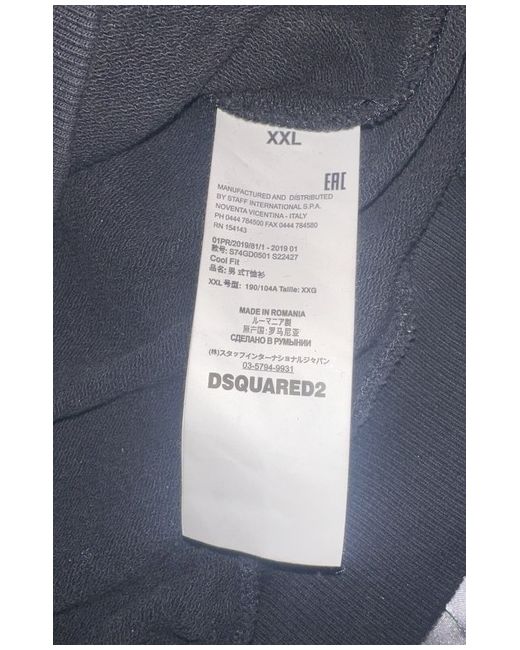 XXL
EAC
MANUFACTURED AND DISTRIBUTED
BY STAFF INTERNATIONAL S.P.A.
NOVENTA VICENTINA - ITALY
PH 0444 784500 FAX 0444 784580
RN 154143
01PR/2019/81/1 - 2019 01
款号: S74GD0501 S22427
Cool Fit
品名: 男式T恤衫
XXL 号型: 190/104A Taille: XXG
MADE IN ROMANIA
ルーマニア製
原产国: 罗马尼亚
СДЕЛАНО В РУМЫНИИ
(株)スタッフインターナショナルジャパン
03-5794-9931
DSQUARED2